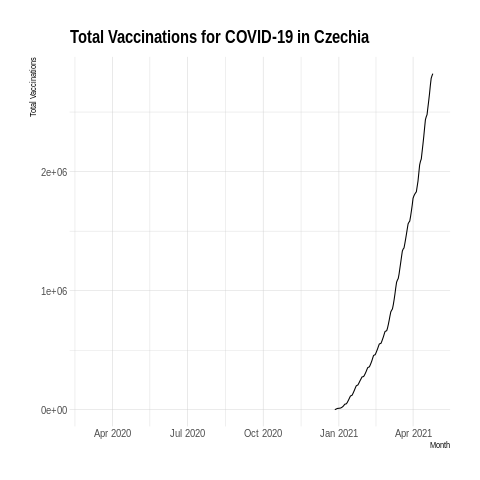 Total Vaccinations for COVID-19 in Czechia
Total Vaccinations
2e+06
1e+06
0e+00
Apr 2020 Jul 2020 Oct 2020 Jan 2021 Apr 2021
Month